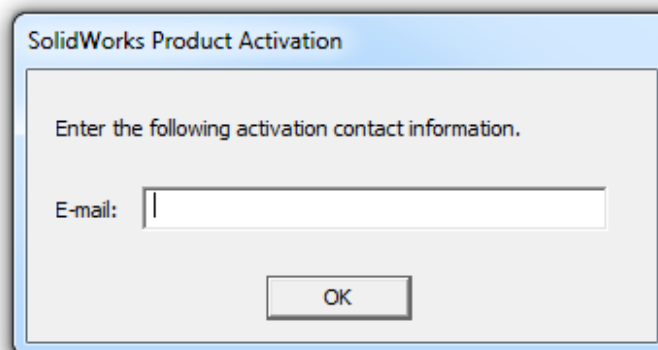 SolidWorks Product Activation
Enter the following activation contact information.
E-mail:
OK